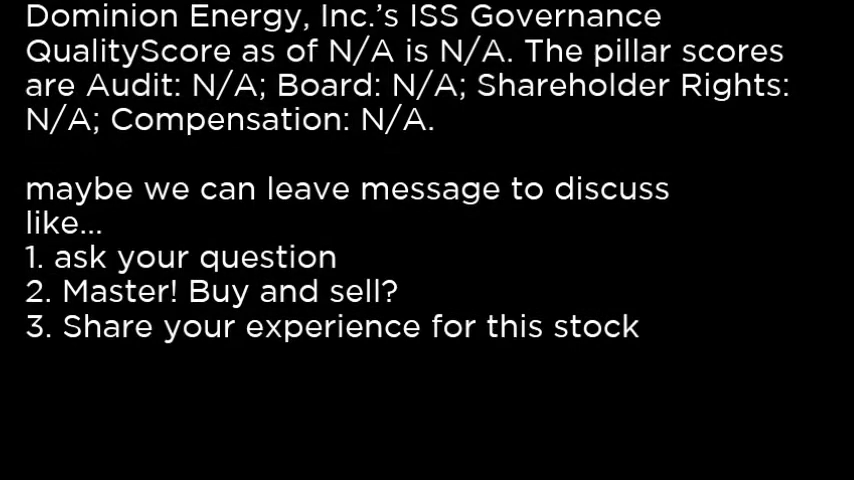 Dominion Energy, Inc.’s ISS Governance
QualityScore as of N/A is N/A. The pillar scores
are Audit: N/A; Board: N/A; Shareholder Rights:
N/A; Compensation: N/A.
maybe we can leave message to discuss
like...
1. ask your question
2. Master! Buy and sell?
3. Share your experience for this stock